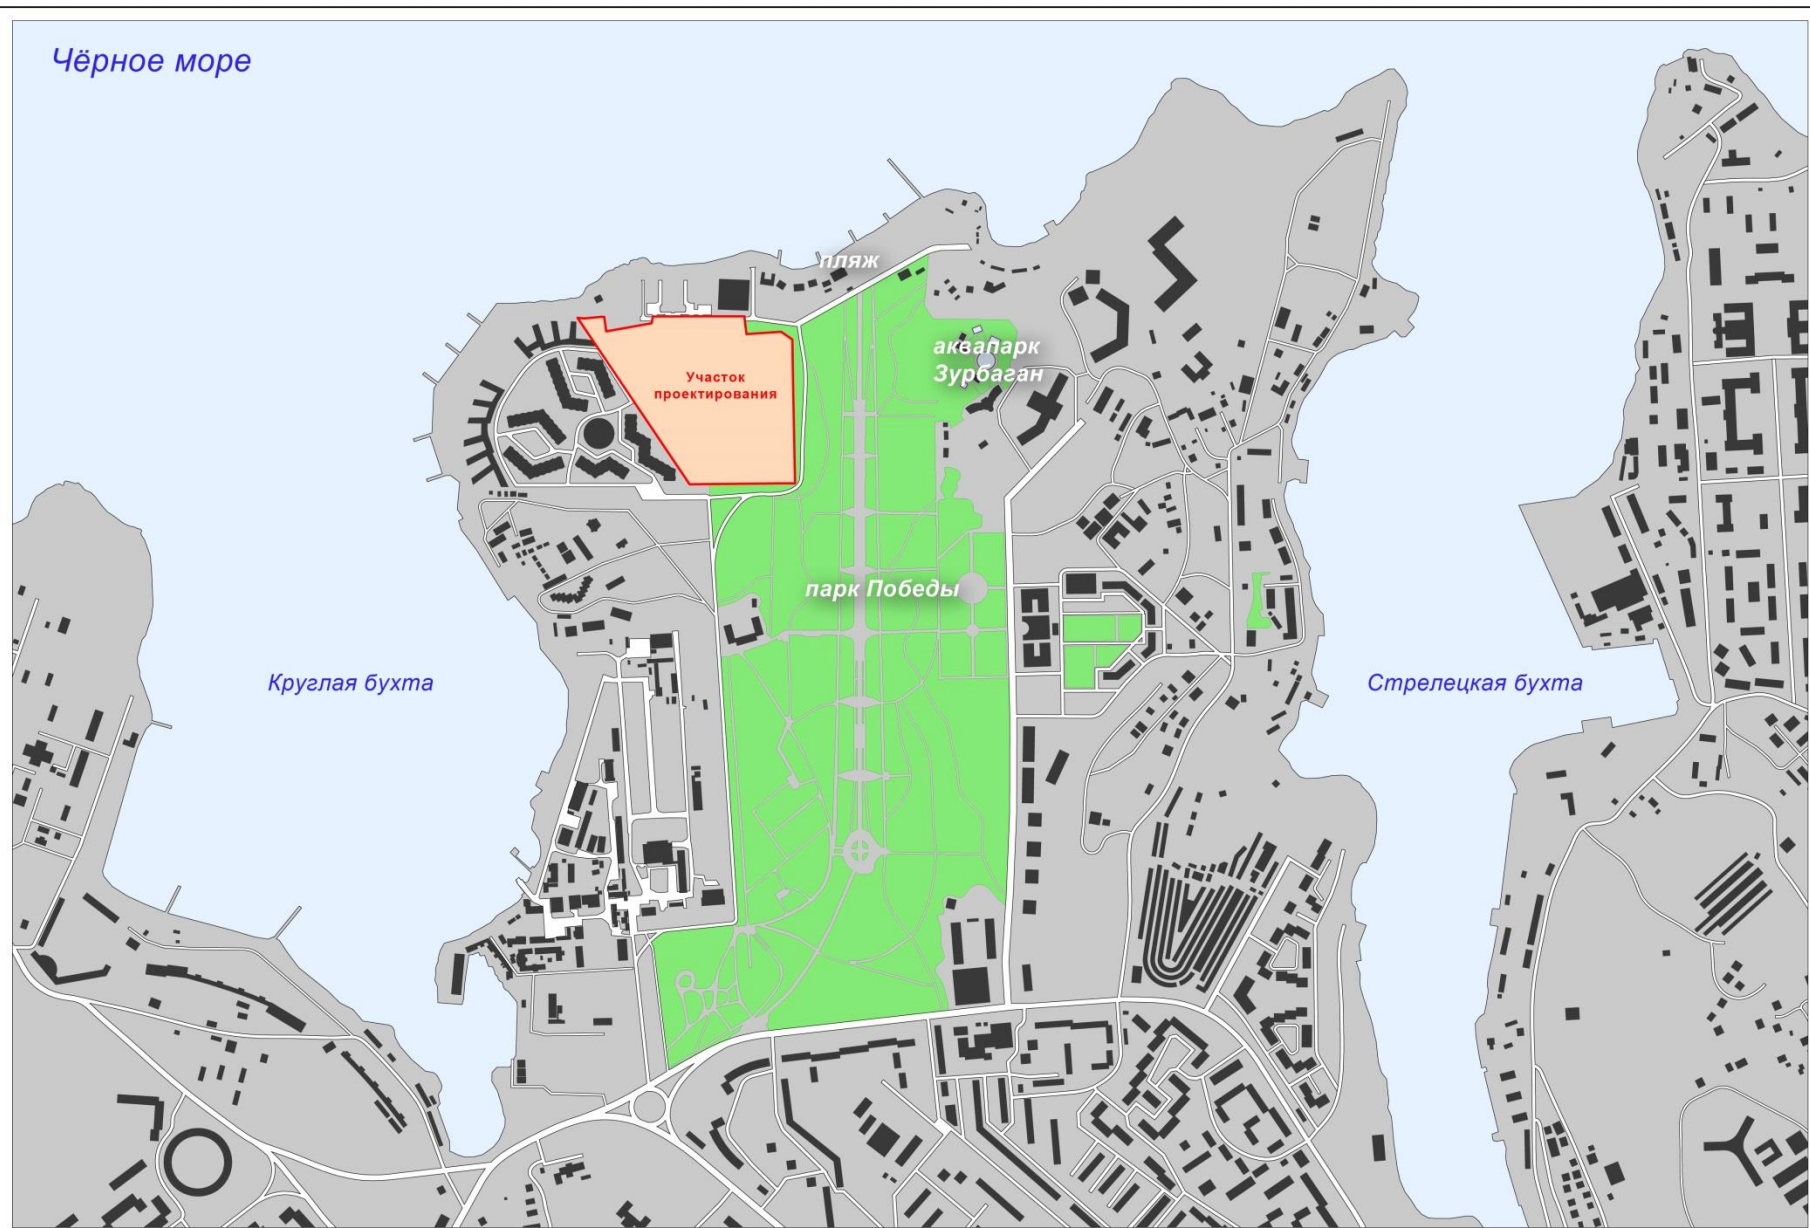 Чёрное море
пляж
аквапарк
Зурбаган
Участок
проектирования
парк Победы
Круглая бухта
Стрелецкая бухта